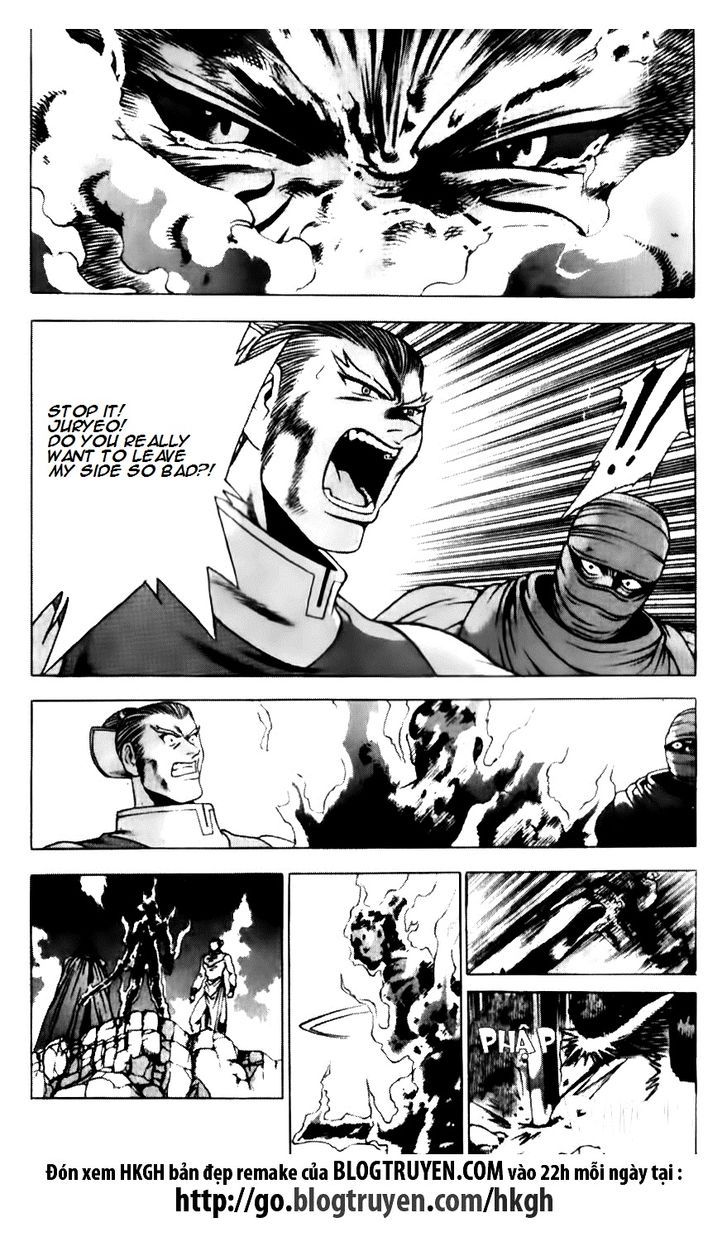 STOP IT!
JURYEO!
DO YOU REALLY
WANT TO LEAVE
MY SIDE SO BAD?!
!!
PHẬP
Đón xem HKGH bản đẹp remake của BLOGTRUYEN.COM vào 22h mỗi ngày tại :
http://go.blogtruyen.com/hkgh